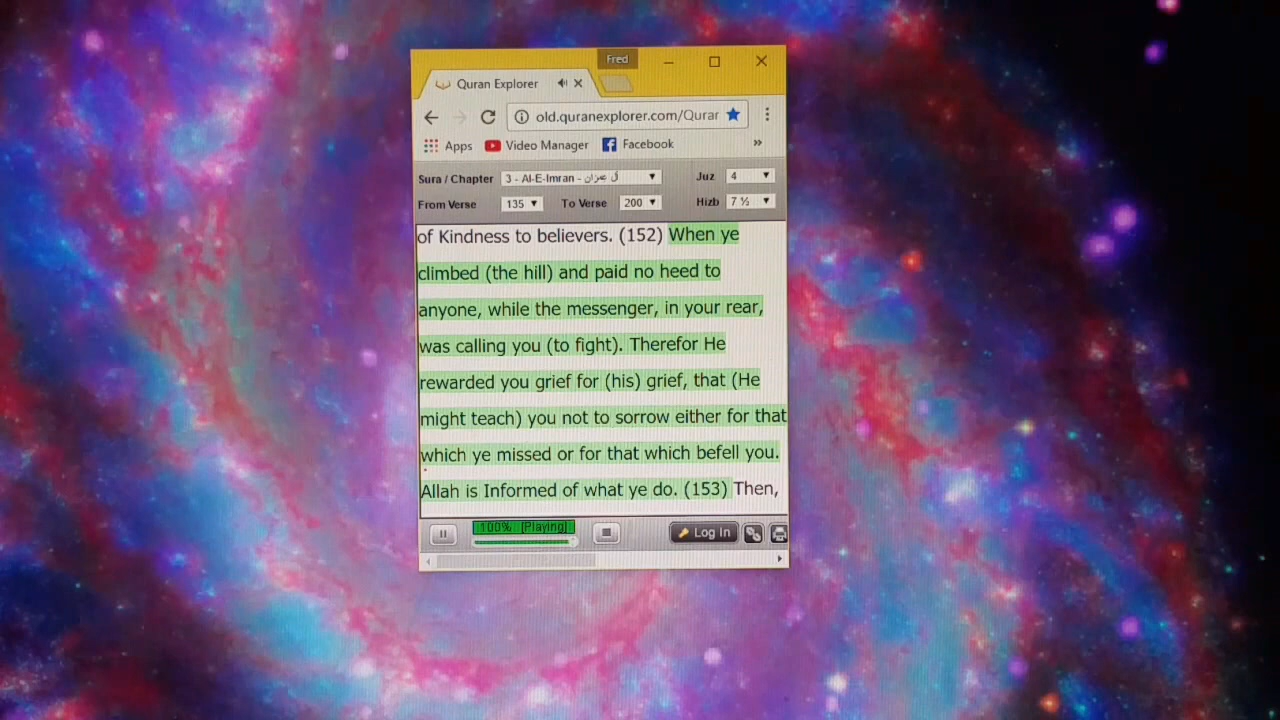 Fred
Quran Explorer
old.quranexplorer.com/Qurar
Apps Video Manager Facebook »
Sura / Chapter 3 - Al-E-Imran - آل عمران Juz 4
From Verse 135 To Verse 200 Hizb 7 ½
of Kindness to believers. (152) When ye
climbed (the hill) and paid no heed to
anyone, while the messenger, in your rear,
was calling you (to fight). Therefor He
rewarded you grief for (his) grief, that (He
might teach) you not to sorrow either for that
which ye missed or for that which befell you.
Allah is Informed of what ye do. (153) Then,
100% [Playing] Log In